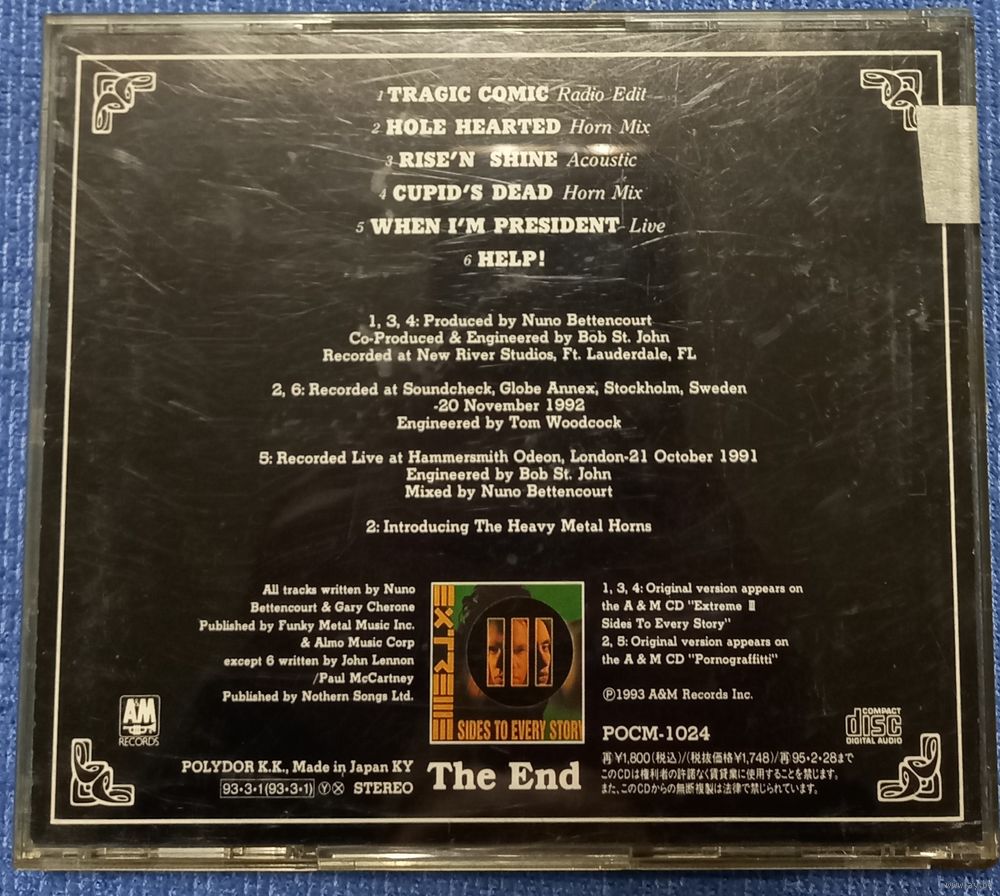 1 TRAGIC COMIC Radio Edit
2 HOLE HEARTED Horn Mix
3 RISE'N SHINE Acoustic
4 CUPID'S DEAD Horn Mix
5 WHEN I'M PRESIDENT Live
6 HELP!
1, 3, 4: Produced by Nuno Bettencourt
Co-Produced & Engineered by Bob St. John
Recorded at New River Studios, Ft. Lauderdale, FL
2, 6: Recorded at Soundcheck, Globe Annex, Stockholm, Sweden
-20 November 1992
Engineered by Tom Woodcock
5: Recorded Live at Hammersmith Odeon, London-21 October 1991
Engineered by Bob St. John
Mixed by Nuno Bettencourt
2: Introducing The Heavy Metal Horns
All tracks written by Nuno
Bettencourt & Gary Cherone
Published by Funky Metal Music Inc.
& Almo Music Corp
except 6 written by John Lennon
/Paul McCartney
Published by Nothern Songs Ltd.
EXTREME
III
SIDES TO EVERY STORY
1, 3, 4: Original version appears on
the A & M CD "Extreme III
Sides To Every Story"
2, 5: Original version appears on
the A & M CD "Pornograffitti"
Ⓟ1993 A&M Records Inc.
A&M
RECORDS
POCM-1024
COMPACT
disc
DIGITAL AUDIO
POLYDOR K.K., Made in Japan KY
93・3・1(93・3・1) Ⓨ Ⓧ STEREO
The End
再¥1,800(税込)/(税抜価格¥1,748)/再95・2・28まで
このCDは権利者の許諾なく賃貸業に使用することを禁じます。
また、このCDからの無断複製は法律で禁じられています。